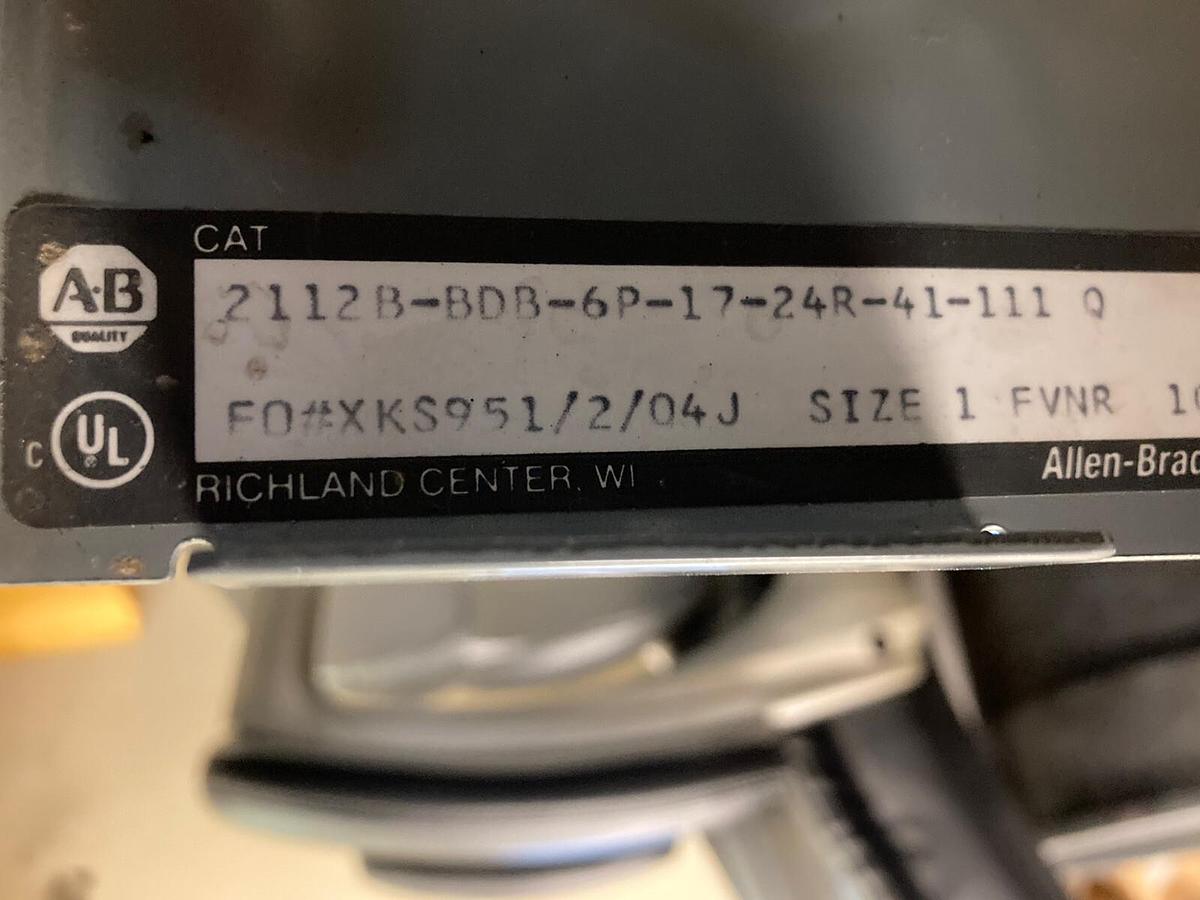 CAT
A·B
QUALITY
2112B-BDB-6P-17-24R-41-111 Q
FO#XKS951/2/04J SIZE 1 FVNR
C UL
RICHLAND CENTER, WI
Allen-Brad